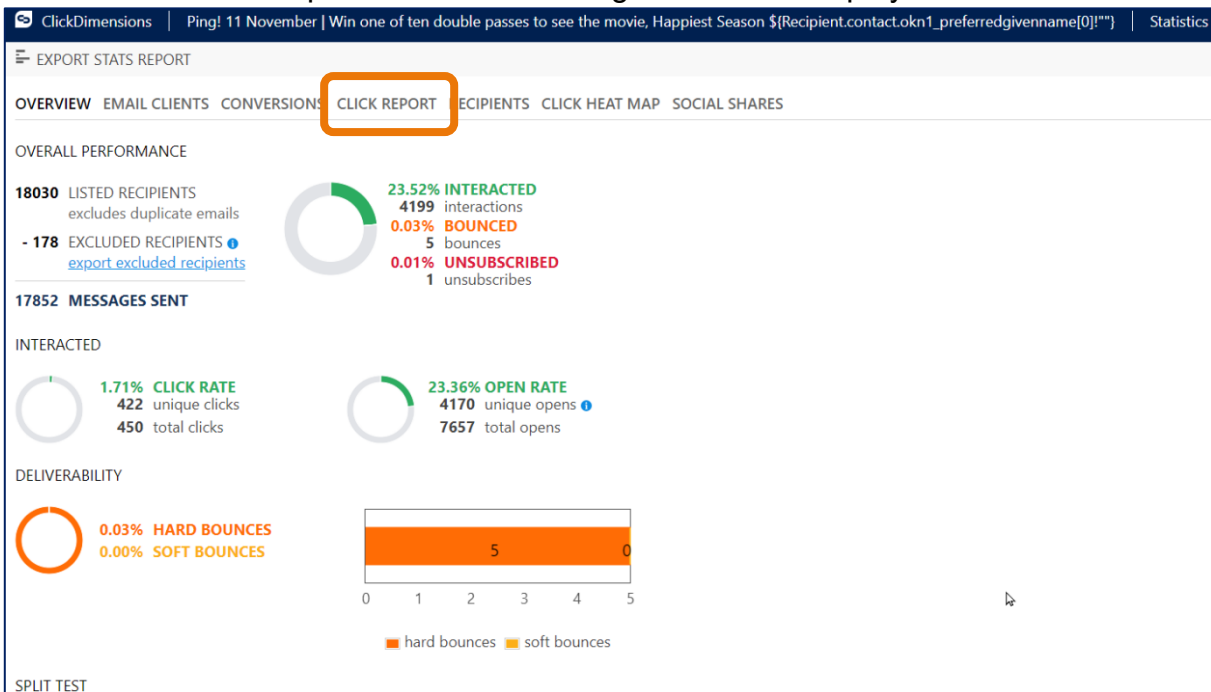 ClickDimensions | Ping! 11 November | Win one of ten double passes to see the movie, Happiest Season ${Recipient.contact.okn1_preferredgivenname[0]!""} | Statistics
EXPORT STATS REPORT
OVERVIEW EMAIL CLIENTS CONVERSIONS CLICK REPORT RECIPIENTS CLICK HEAT MAP SOCIAL SHARES
OVERALL PERFORMANCE
18030 LISTED RECIPIENTS
excludes duplicate emails
- 178 EXCLUDED RECIPIENTS
export excluded recipients
17852 MESSAGES SENT
23.52% INTERACTED
4199 interactions
0.03% BOUNCED
5 bounces
0.01% UNSUBSCRIBED
1 unsubscribes
INTERACTED
1.71% CLICK RATE
422 unique clicks
450 total clicks
23.36% OPEN RATE
4170 unique opens
7657 total opens
DELIVERABILITY
0.03% HARD BOUNCES
0.00% SOFT BOUNCES
5 0
0 1 2 3 4 5
hard bounces soft bounces
SPLIT TEST